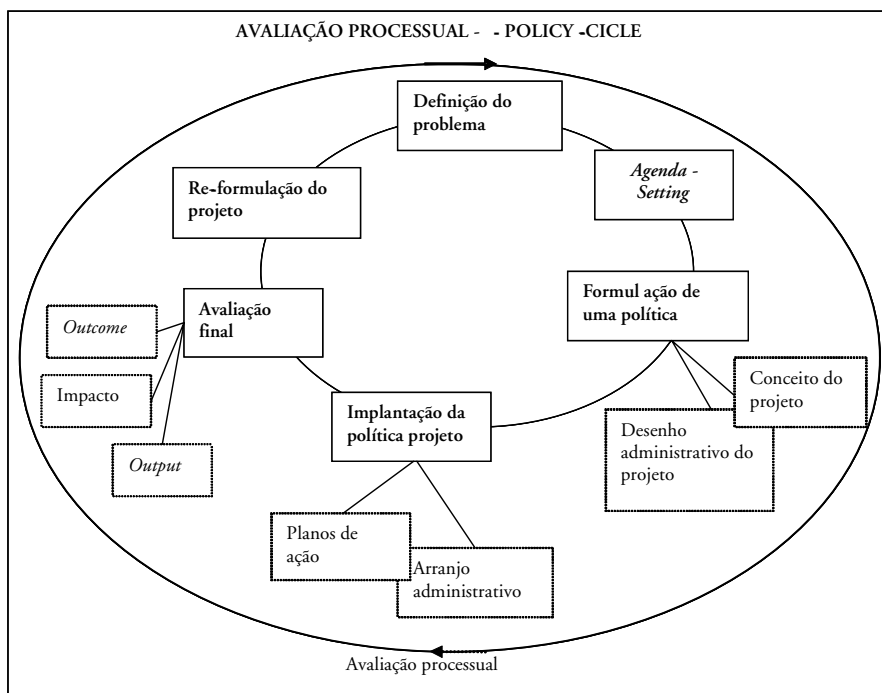 AVALIAÇÃO PROCESSUAL - - POLICY -CICLE
Definição do
problema
Agenda -
Setting
Re-formulação do
projeto
Formul ação de
uma política
Avaliação
final
Outcome
Impacto
Output
Conceito do
projeto
Desenho
administrativo do
projeto
Implantação da
política projeto
Planos de
ação
Arranjo
administrativo
Avaliação processual